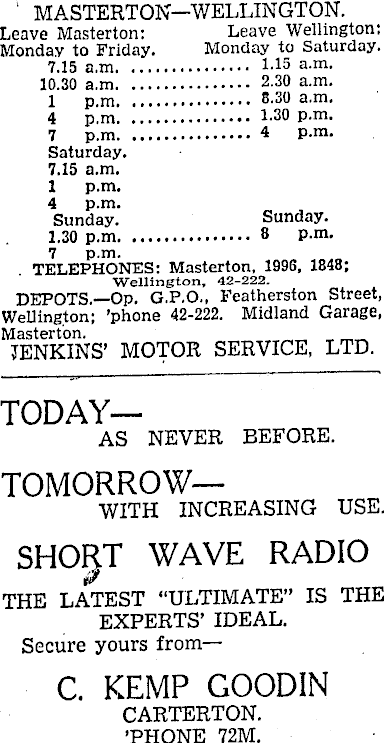 MASTERTON—WELLINGTON.
Leave Masterton: Leave Wellington:
Monday to Friday. Monday to Saturday.
7.15 a.m. ............... 1.15 a.m.
10.30 a.m. ............... 2.30 a.m.
1 p.m. ............... 8.30 a.m.
4 p.m. ............... 1.30 p.m.
7 p.m. ............... 4 p.m.
Saturday.
7.15 a.m.
1 p.m.
4 p.m.
Sunday. Sunday.
1.30 p.m. ............... 8 p.m.
7 p.m.
TELEPHONES: Masterton, 1996, 1848;
Wellington, 42-222.
DEPOTS.—Op. G.P.O., Featherston Street,
Wellington; 'phone 42-222. Midland Garage,
Masterton.
JENKINS' MOTOR SERVICE, LTD.
TODAY—
AS NEVER BEFORE.
TOMORROW—
WITH INCREASING USE.
SHORT WAVE RADIO
THE LATEST "ULTIMATE" IS THE
EXPERTS' IDEAL.
Secure yours from—
C. KEMP GOODIN
CARTERTON.
'PHONE 72M.